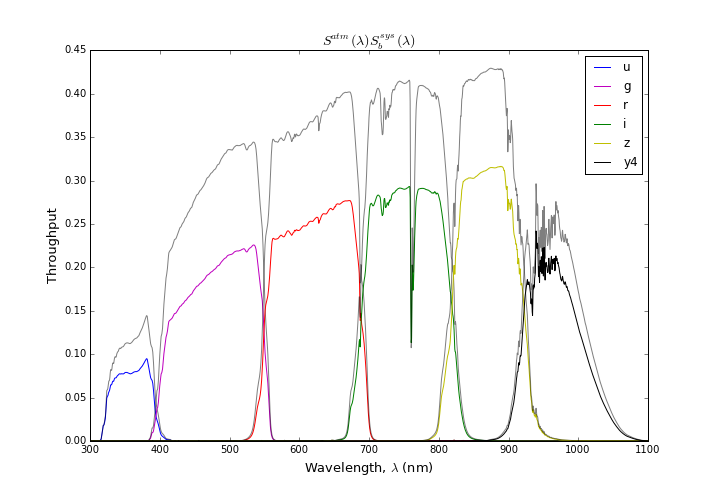 S^{atm}(λ)S_b^{sys}(λ)
Throughput
0.45
0.40
0.35
0.30
0.25
0.20
0.15
0.10
0.05
0.00
u
g
r
i
z
y4
300 400 500 600 700 800 900 1000 1100
Wavelength, λ (nm)